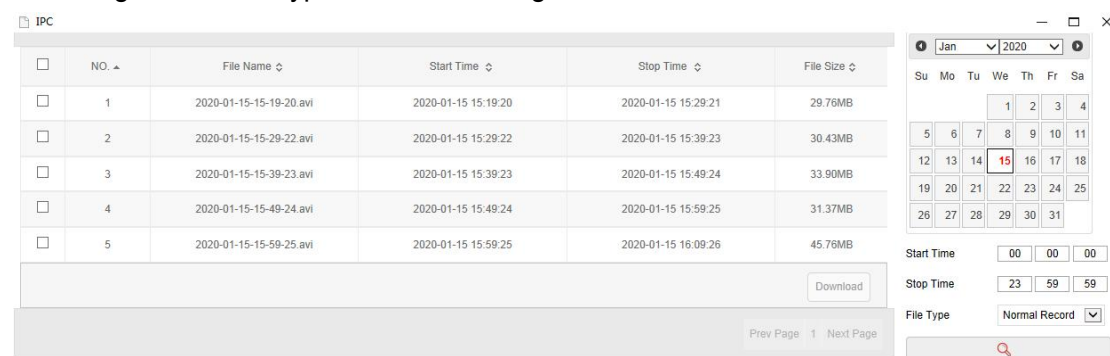 IPC
NO. File Name Start Time Stop Time File Size
1 2020-01-15-15-19-20.avi 2020-01-15 15:19:20 2020-01-15 15:29:21 29.76MB
2 2020-01-15-15-29-22.avi 2020-01-15 15:29:22 2020-01-15 15:39:23 30.43MB
3 2020-01-15-15-39-23.avi 2020-01-15 15:39:23 2020-01-15 15:49:24 33.90MB
4 2020-01-15-15-49-24.avi 2020-01-15 15:49:24 2020-01-15 15:59:25 31.37MB
5 2020-01-15-15-59-25.avi 2020-01-15 15:59:25 2020-01-15 16:09:26 45.76MB
Download
Prev Page 1 Next Page
Jan 2020
Su Mo Tu We Th Fr Sa
1 2 3 4
5 6 7 8 9 10 11
12 13 14 15 16 17 18
19 20 21 22 23 24 25
26 27 28 29 30 31
Start Time 00 00 00
Stop Time 23 59 59
File Type Normal Record